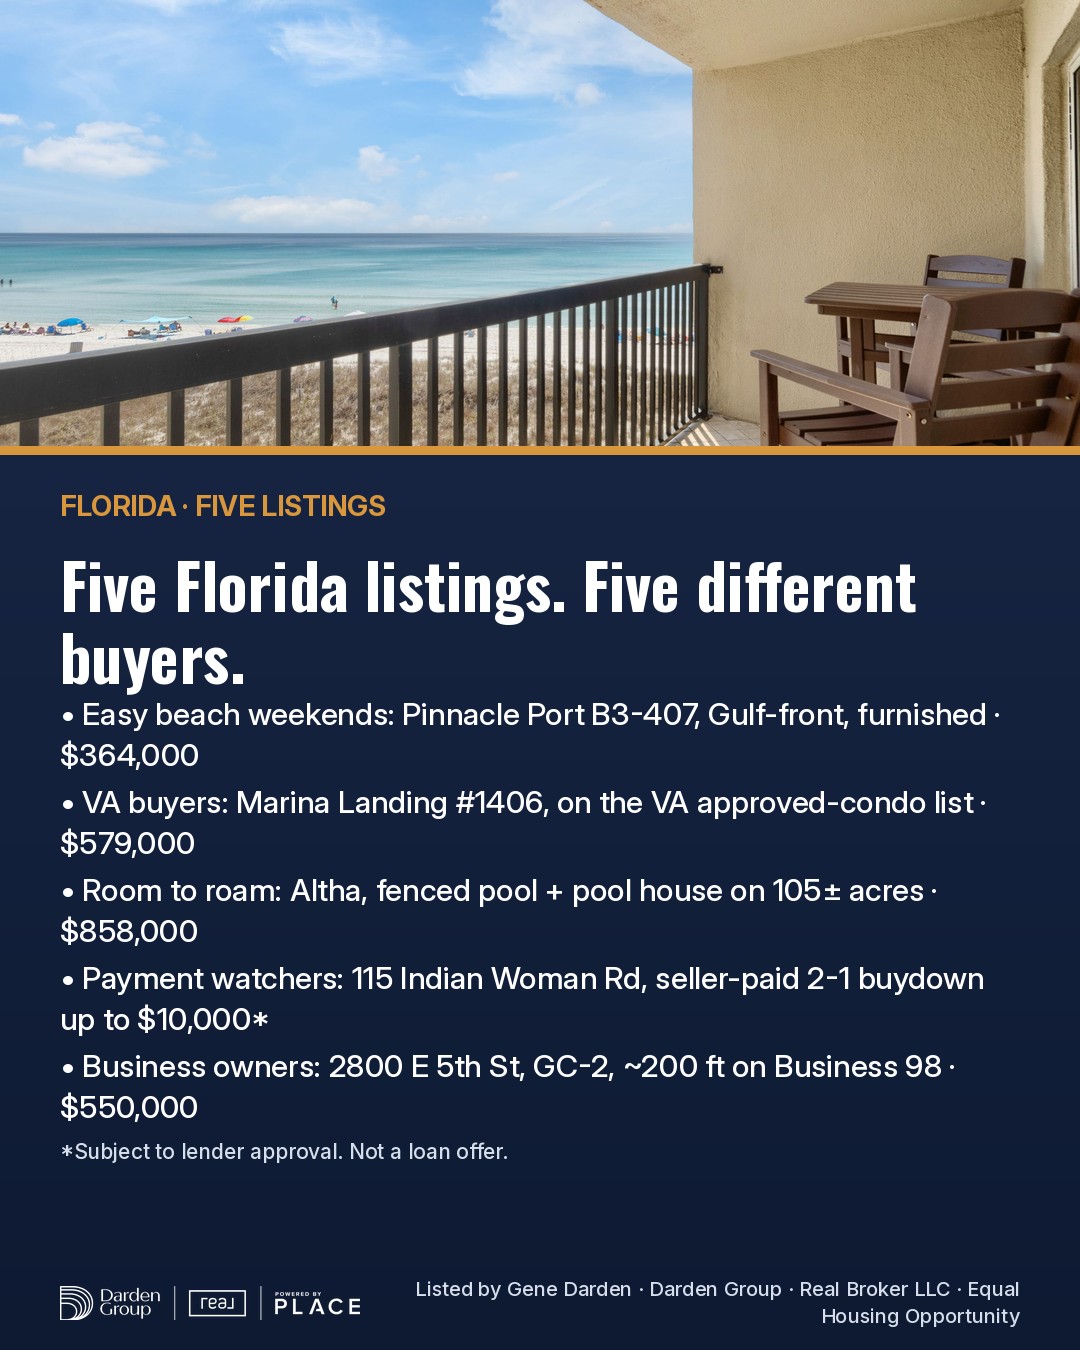 FLORIDA · FIVE LISTINGS
Five Florida listings. Five different
buyers.
• Easy beach weekends: Pinnacle Port B3-407, Gulf-front, furnished ·
$364,000
• VA buyers: Marina Landing #1406, on the VA approved-condo list ·
$579,000
• Room to roam: Altha, fenced pool + pool house on 105± acres ·
$858,000
• Payment watchers: 115 Indian Woman Rd, seller-paid 2-1 buydown
up to $10,000*
• Business owners: 2800 E 5th St, GC-2, ~200 ft on Business 98 ·
$550,000
*Subject to lender approval. Not a loan offer.
Darden
Group
real
POWERED BY
PLACE
Listed by Gene Darden · Darden Group · Real Broker LLC · Equal
Housing Opportunity